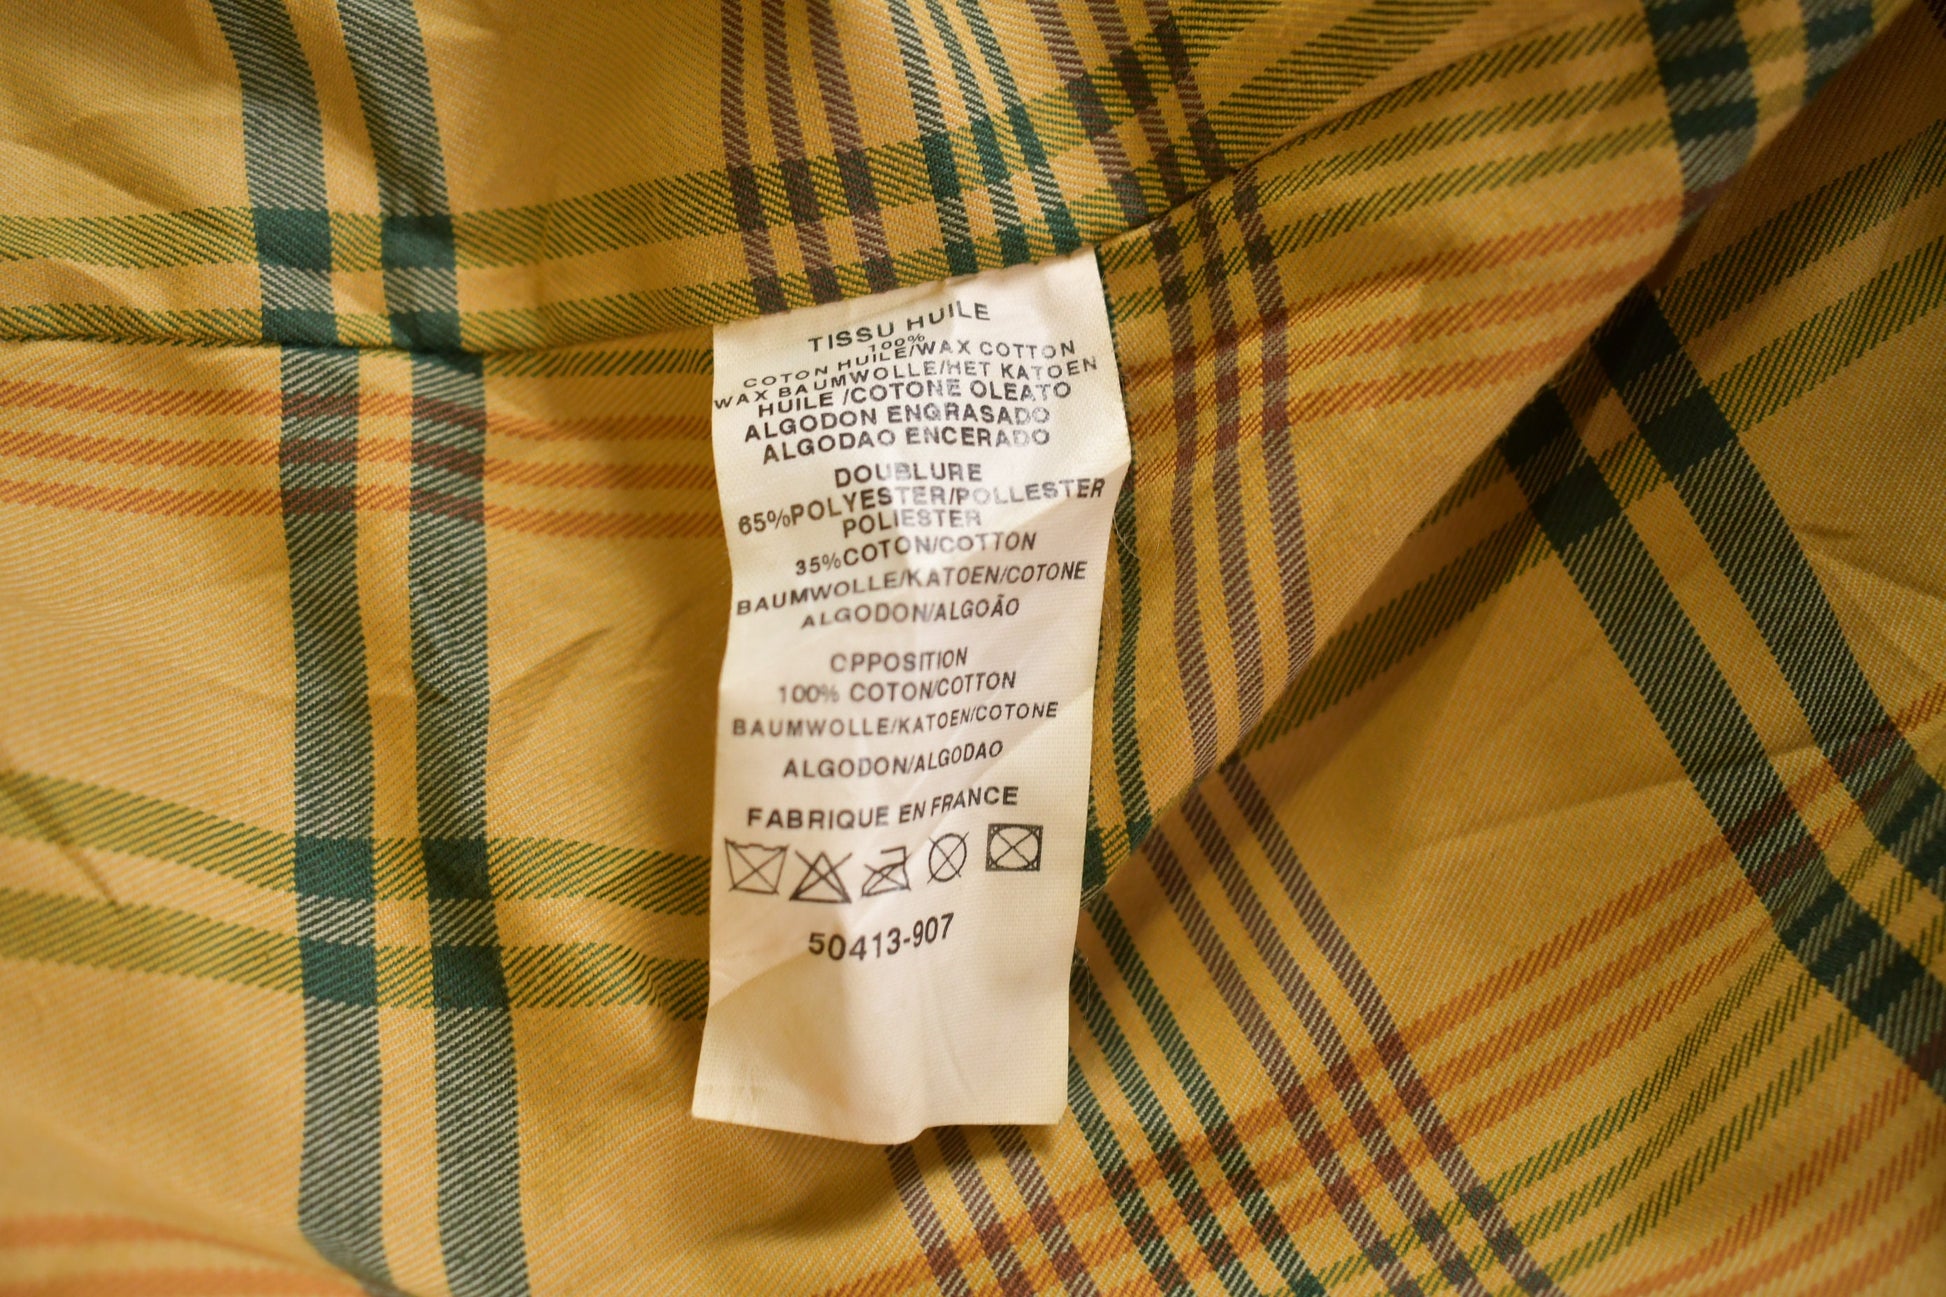 TISSU HUILE
100%
COTON HUILE/WAX COTTON
WAX BAUMWOLLE/HET KATOEN
HUILE /COTONE OLEATO
ALGODON ENGRASADO
ALGODAO ENCERADO
DOUBLURE
65%POLYESTER/POLLESTER
POLIESTER
35%COTON/COTTON
BAUMWOLLE/KATOEN/COTONE
ALGODON/ALGOÃO
CPPOSITION
100% COTON/COTTON
BAUMWOLLE/KATOEN/COTONE
ALGODON/ALGODAO
FABRIQUE EN FRANCE
50413-907